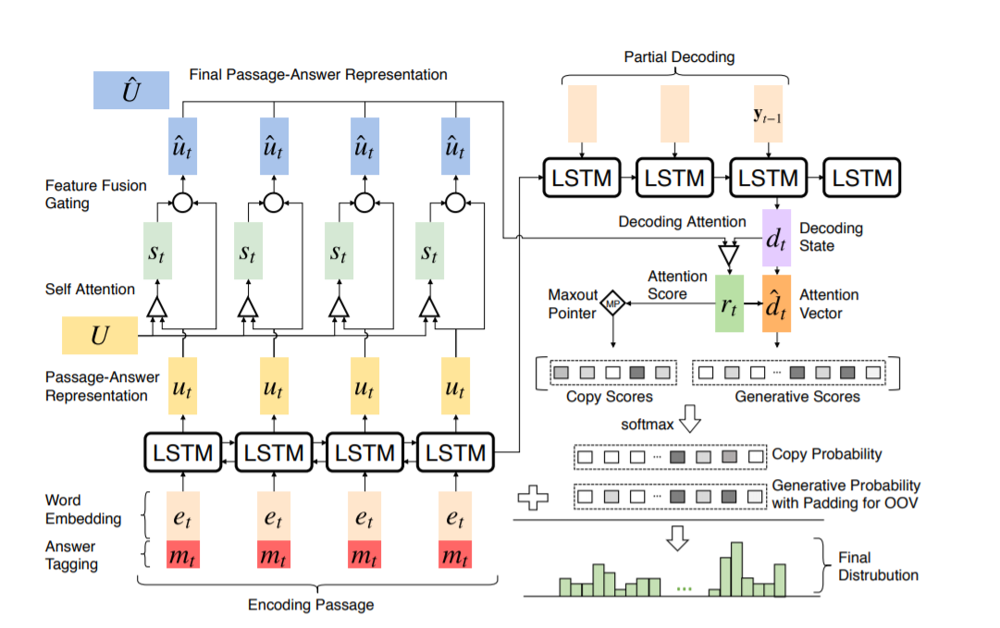 Û
Final Passage-Answer Representation
û_t û_t û_t û_t
Feature Fusion
Gating
s_t s_t s_t s_t
Self Attention
U
Passage-Answer
Representation
u_t u_t u_t u_t
LSTM LSTM LSTM LSTM
Word
Embedding
e_t e_t e_t e_t
Answer
Tagging
m_t m_t m_t m_t
Encoding Passage
Partial Decoding
y_{t-1}
LSTM LSTM LSTM LSTM
Decoding Attention
d_t
Decoding
State
Attention
Score
Maxout
Pointer
MP
r_t
d̂_t
Attention
Vector
...
Copy Scores
Generative Scores
softmax
...
Copy Probability
...
Generative Probability
with Padding for OOV
...
Final
Distrubution